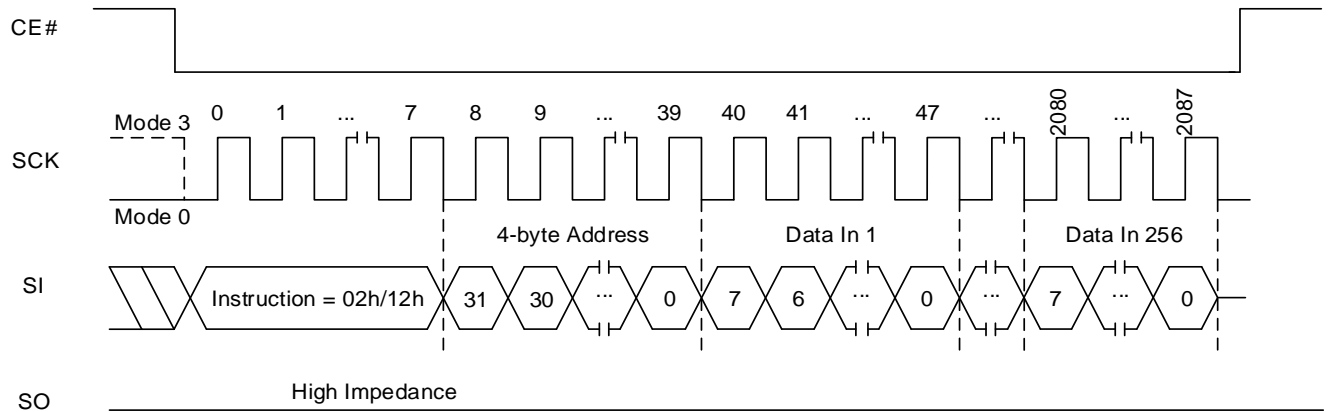 CE#
0 1 ... 7 8 9 ... 39 40 41 ... 47 ... 2080 ... 2087
Mode 3
SCK
Mode 0
4-byte Address Data In 1 Data In 256
SI
Instruction = 02h/12h 31 30 ... 0 7 6 ... 0 ... 7 ... 0
High Impedance
SO